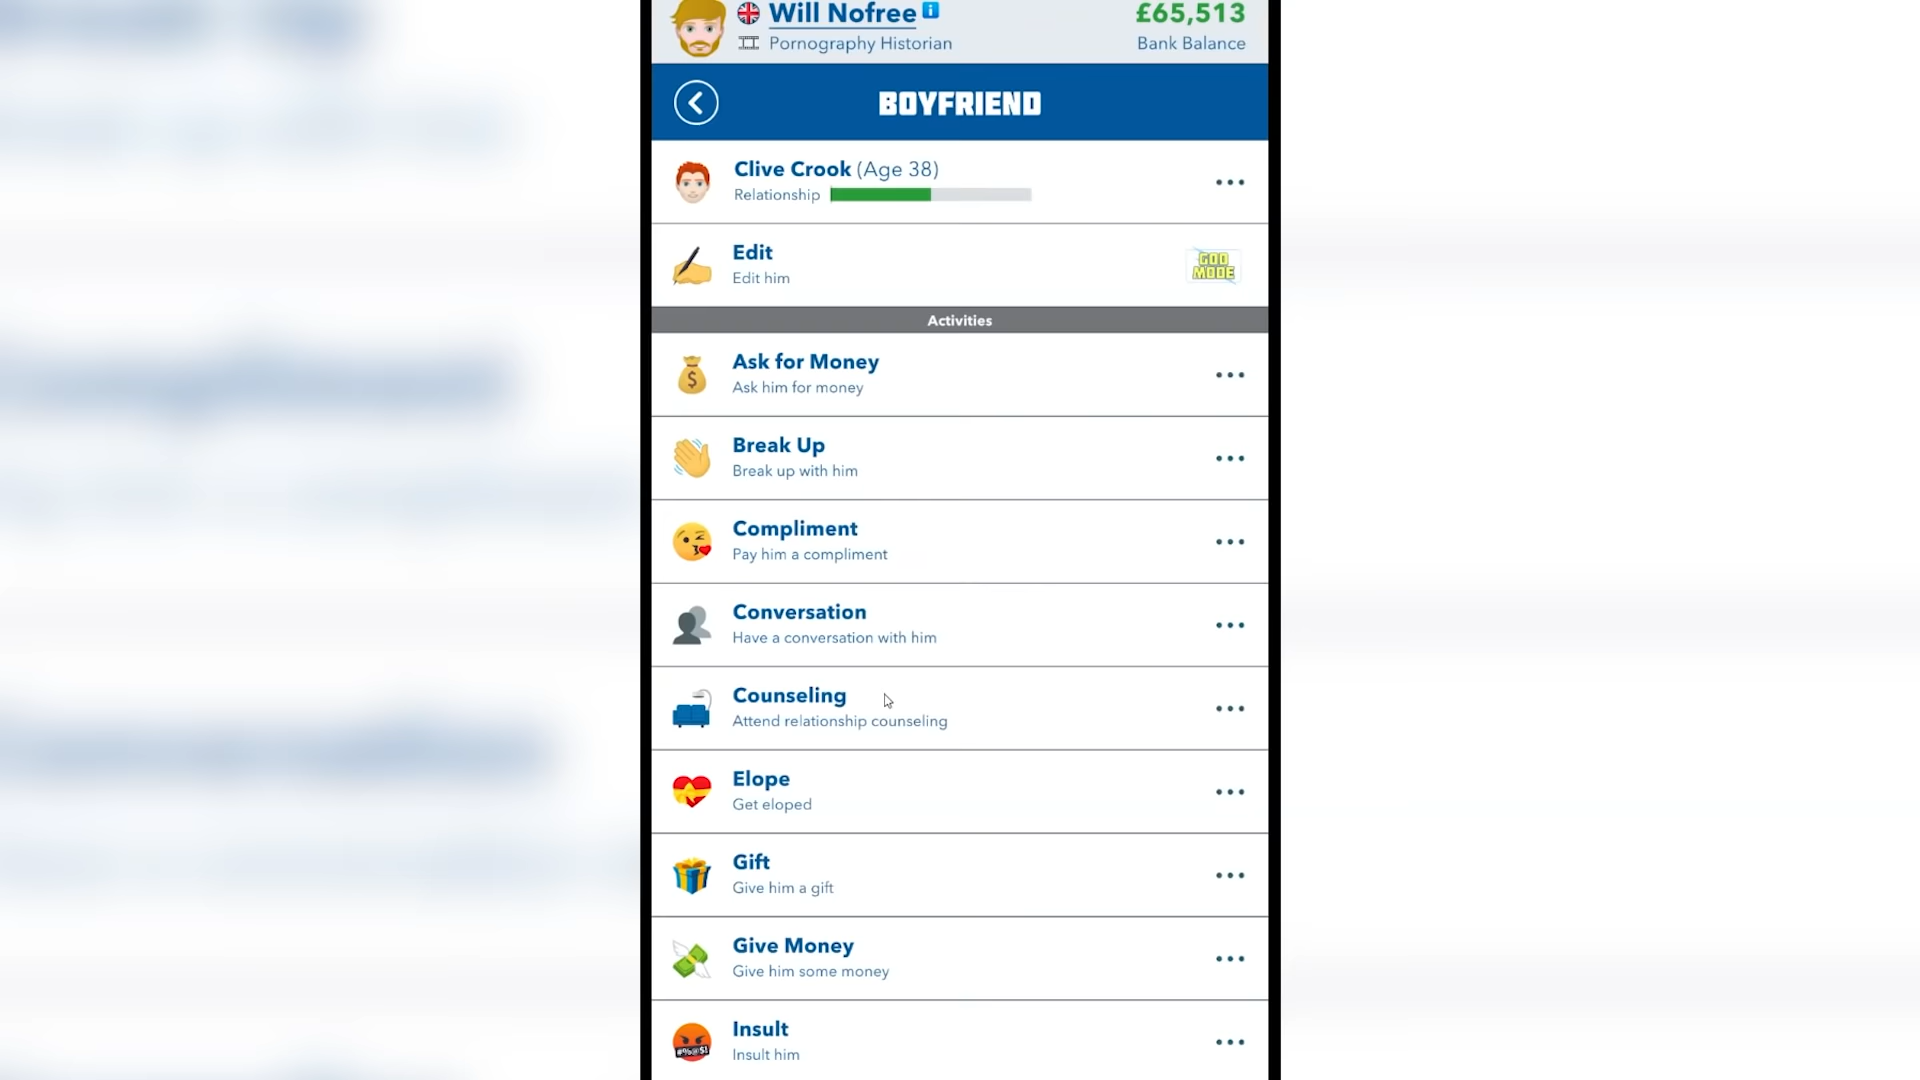 Will Nofree i
£65,513
Pornography Historian
Bank Balance
BOYFRIEND
Clive Crook (Age 38)
Relationship
Edit
Edit him
GOD
MODE
Activities
Ask for Money
Ask him for money
Break Up
Break up with him
Compliment
Pay him a compliment
Conversation
Have a conversation with him
Counseling
Attend relationship counseling
Elope
Get eloped
Gift
Give him a gift
Give Money
Give him some money
Insult
Insult him